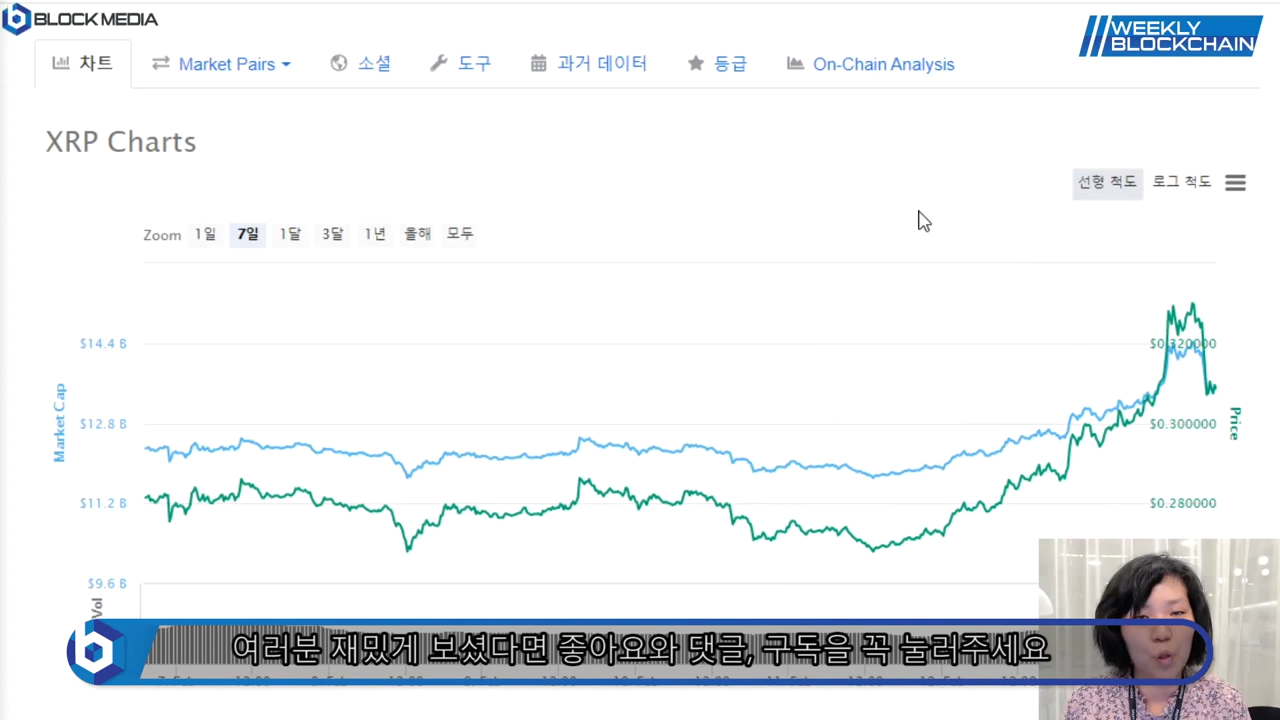 BLOCK MEDIA
WEEKLY
BLOCKCHAIN
차트
Market Pairs
소셜
도구
과거 데이터
등급
On-Chain Analysis
XRP Charts
선형 척도
로그 척도
Zoom
1일
7일
1달
3달
1년
올해
모두
$14.4 B
$0.320000
Market Cap
$12.8 B
$0.300000
Price
$11.2 B
$0.280000
$9.6 B
Vol
여러분 재밌게 보셨다면 좋아요와 댓글, 구독을 꼭 눌러주세요